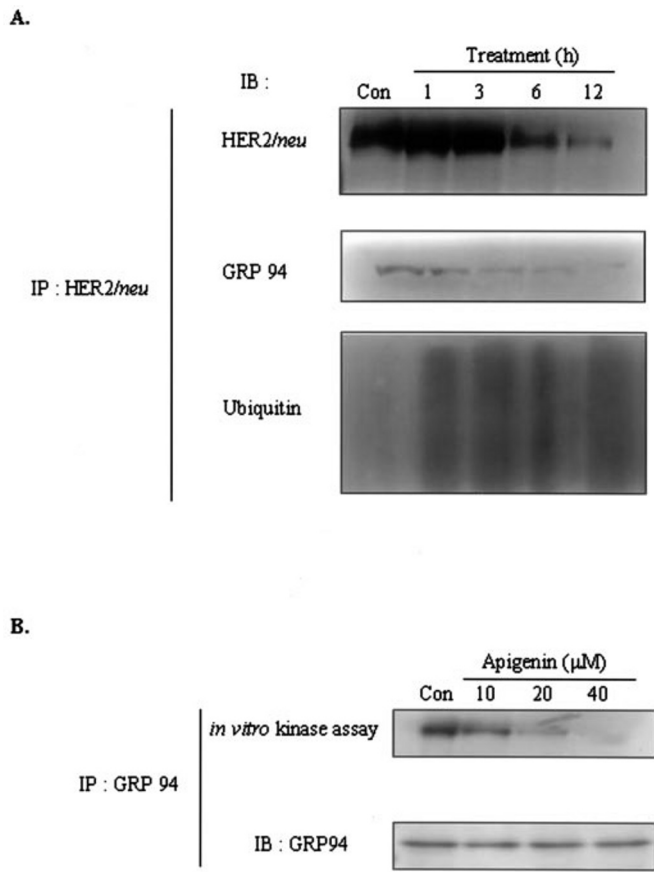 A.
Treatment (h)
IB :
Con 1 3 6 12
HER2/neu
GRP 94
IP : HER2/neu
Ubiquitin
B.
Apigenin (µM)
Con 10 20 40
in vitro kinase assay
IP : GRP 94
IB : GRP94